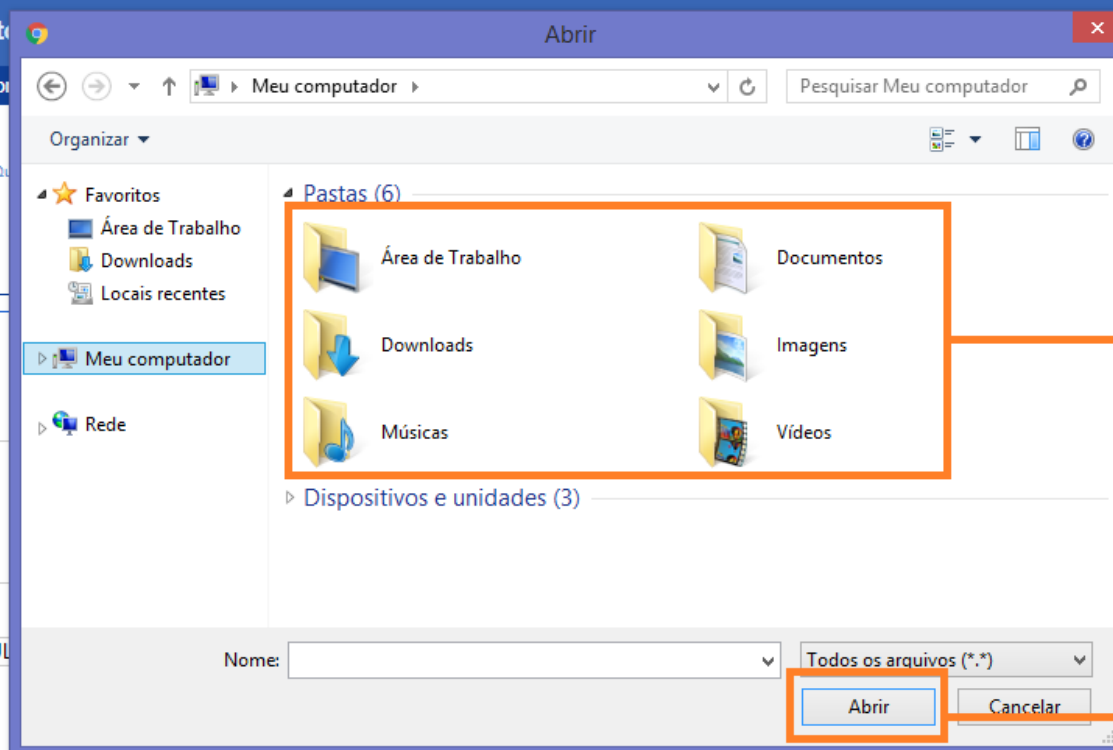 Abrir
Meu computador
Pesquisar Meu computador
Organizar
Favoritos
Área de Trabalho
Downloads
Locais recentes
Meu computador
Rede
Pastas (6)
Área de Trabalho
Documentos
Downloads
Imagens
Músicas
Vídeos
Dispositivos e unidades (3)
Nome:
Todos os arquivos (*.*)
Abrir
Cancelar